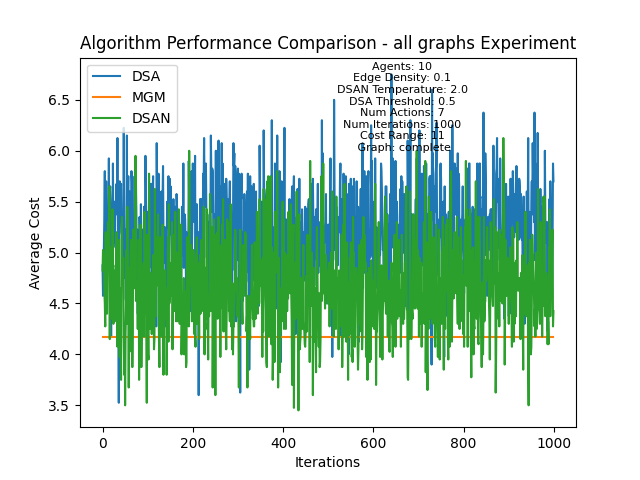 Algorithm Performance Comparison - all graphs Experiment
DSA
MGM
DSAN
Agents: 10
Edge Density: 0.1
DSAN Temperature: 2.0
DSA Threshold: 0.5
Num Actions: 7
Num Iterations: 1000
Cost Range: 11
Graph: complete
Average Cost
6.5
6.0
5.5
5.0
4.5
4.0
3.5
0
200
400
600
800
1000
Iterations